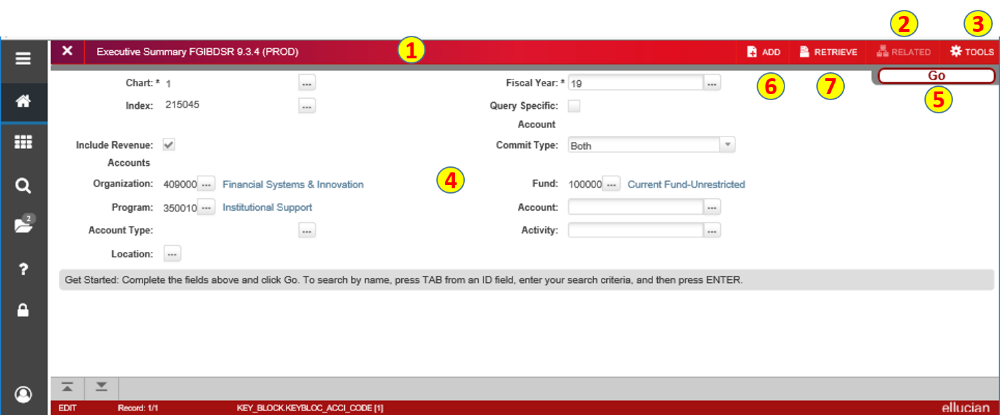 2 3
Executive Summary FGIBDSR 9.3.4 (PROD) 1 ADD RETRIEVE RELATED TOOLS
Chart: * 1 ... Fiscal Year: * 19 ... 6 7 Go
Index: 215045 ... Query Specific: 5
Account
Include Revenue: Commit Type: Both
Accounts
Organization: 409000 ... Financial Systems & Innovation 4 Fund: 100000 ... Current Fund-Unrestricted
Program: 350010 ... Institutional Support Account: ...
2
Account Type: ... Activity: ...
Location: ...
?
Get Started: Complete the fields above and click Go. To search by name, press TAB from an ID field, enter your search criteria, and then press ENTER.
EDIT Record: 1/1 KEY_BLOCK.KEYBLOC_ACCI_CODE [1] ellucian